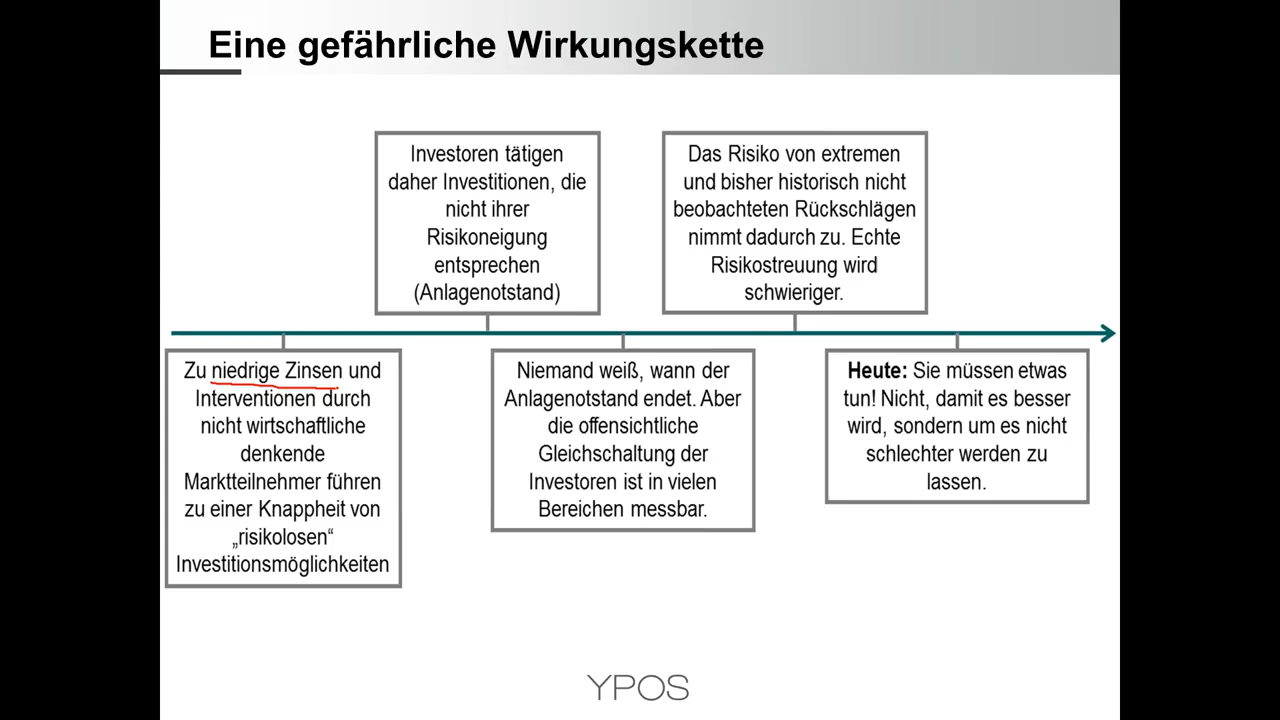 Eine gefährliche Wirkungskette
Zu niedrige Zinsen und
Interventionen durch
nicht wirtschaftliche
denkende
Marktteilnehmer führen
zu einer Knappheit von
„risikolosen“
Investitionsmöglichkeiten
Investoren tätigen
daher Investitionen, die
nicht ihrer
Risikoneigung
entsprechen
(Anlagenotstand)
Niemand weiß, wann der
Anlagenotstand endet. Aber
die offensichtliche
Gleichschaltung der
Investoren ist in vielen
Bereichen messbar.
Das Risiko von extremen
und bisher historisch nicht
beobachteten Rückschlägen
nimmt dadurch zu. Echte
Risikostreuung wird
schwieriger.
Heute: Sie müssen etwas
tun! Nicht, damit es besser
wird, sondern um es nicht
schlechter werden zu
lassen.
YPOS